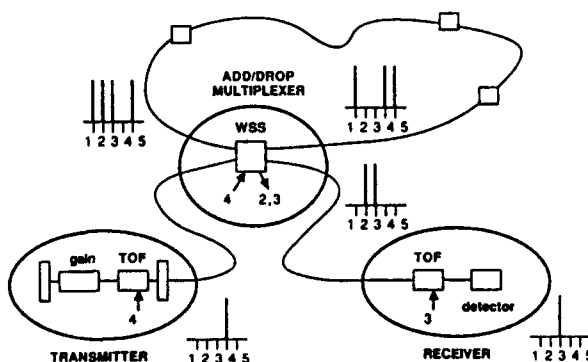 ADD/DROP
MULTIPLEXER
WSS
1 2 3 4 5
1 2 3 4 5
4
2,3
1 2 3 4 5
gain
TOF
4
TRANSMITTER
1 2 3 4 5
TOF
3
detector
RECEIVER
1 2 3 4 5